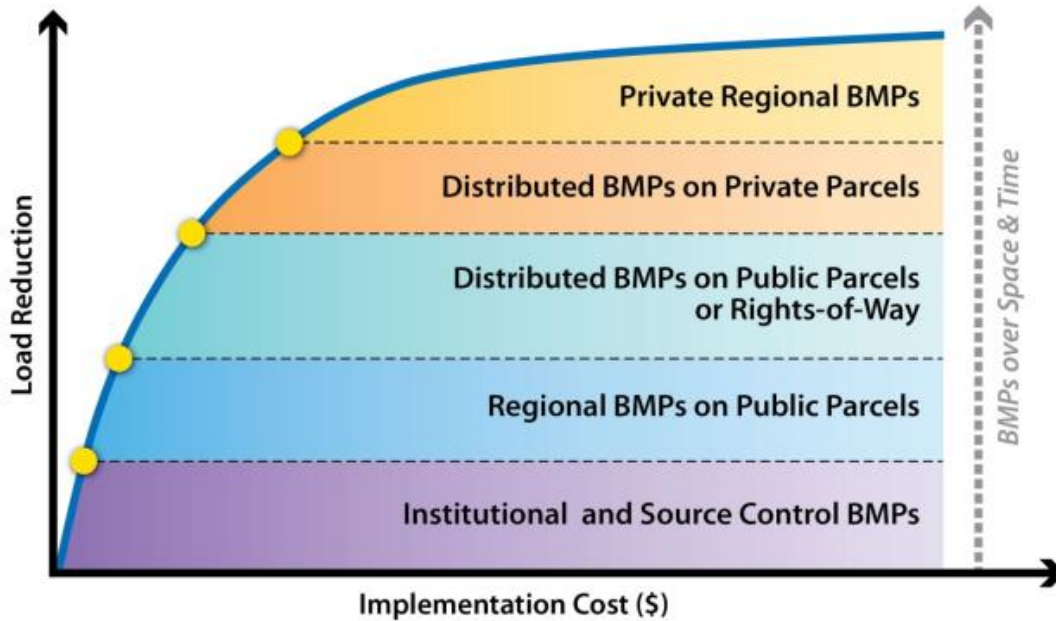 Load Reduction
Private Regional BMPs
Distributed BMPs on Private Parcels
Distributed BMPs on Public Parcels
or Rights-of-Way
Regional BMPs on Public Parcels
Institutional and Source Control BMPs
BMPs over Space & Time
Implementation Cost ($)